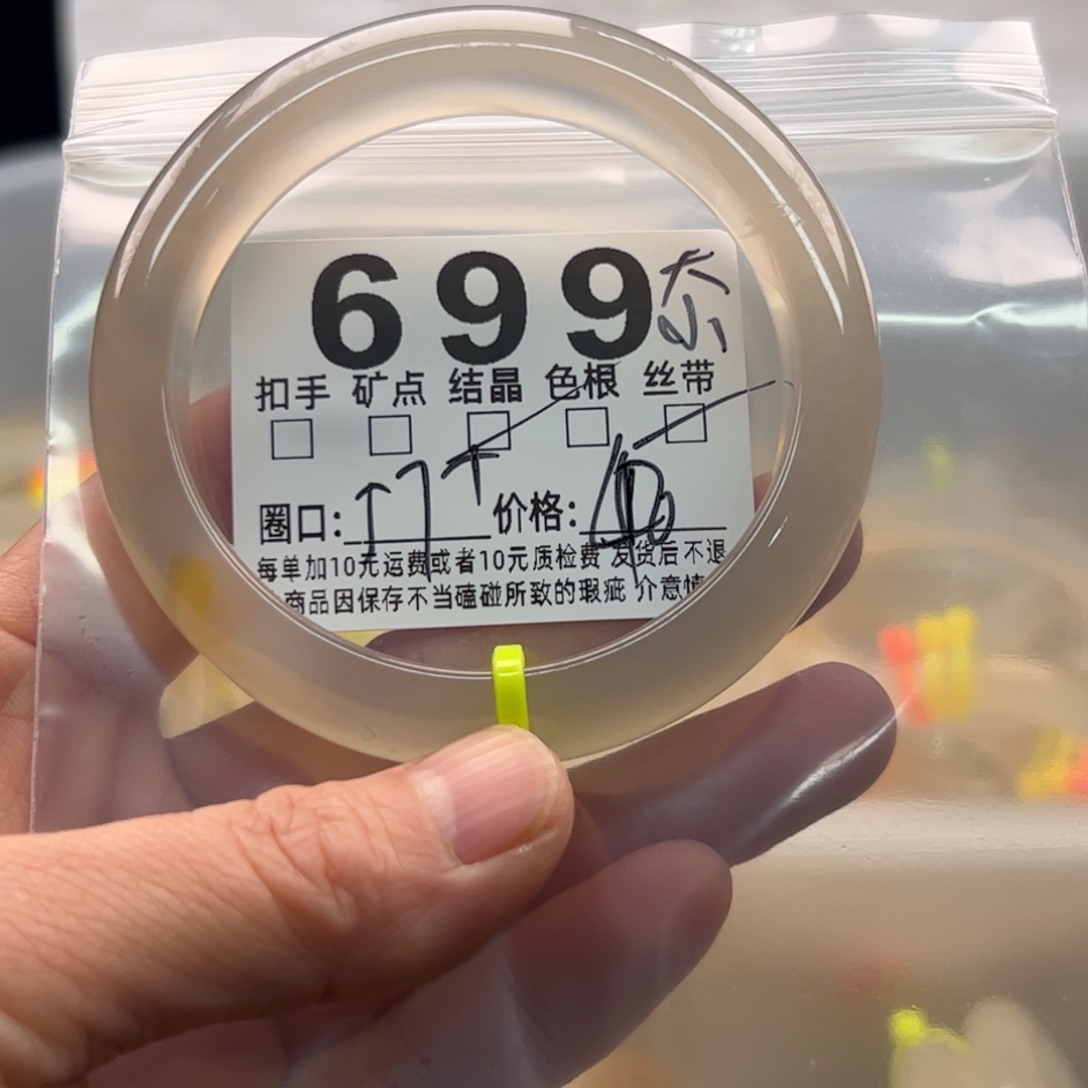 699
扣手 矿点 结晶 色根 丝带
圈口: 价格:
每单加10元运费或者10元质检费 发货后不退
商品因保存不当磕碰所致的瑕疵 介意慎